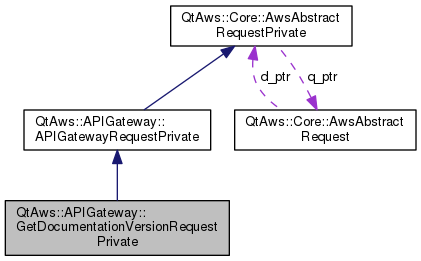 QtAws::Core::AwsAbstract
RequestPrivate
d_ptr
q_ptr
QtAws::APIGateway::
APIGatewayRequestPrivate
QtAws::Core::AwsAbstract
Request
QtAws::APIGateway::
GetDocumentationVersionRequest
Private